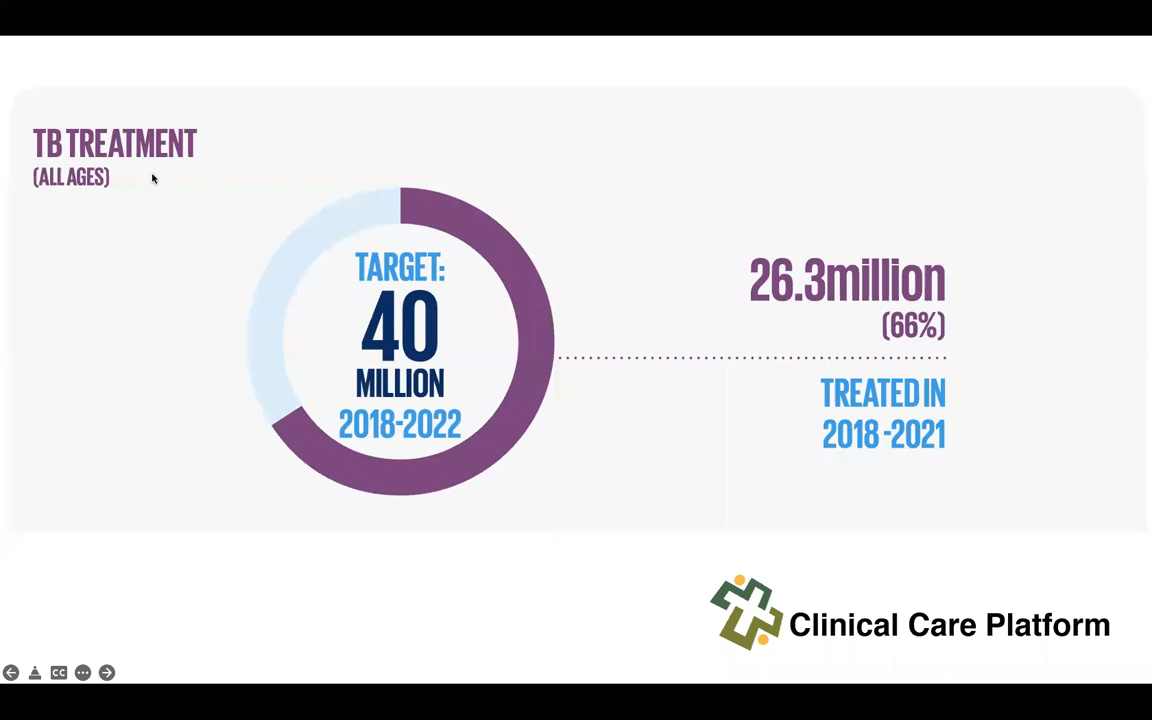 TB TREATMENT
(ALL AGES)
TARGET:
40
MILLION
2018-2022
26.3million
(66%)
TREATED IN
2018 -2021
Clinical Care Platform
CC